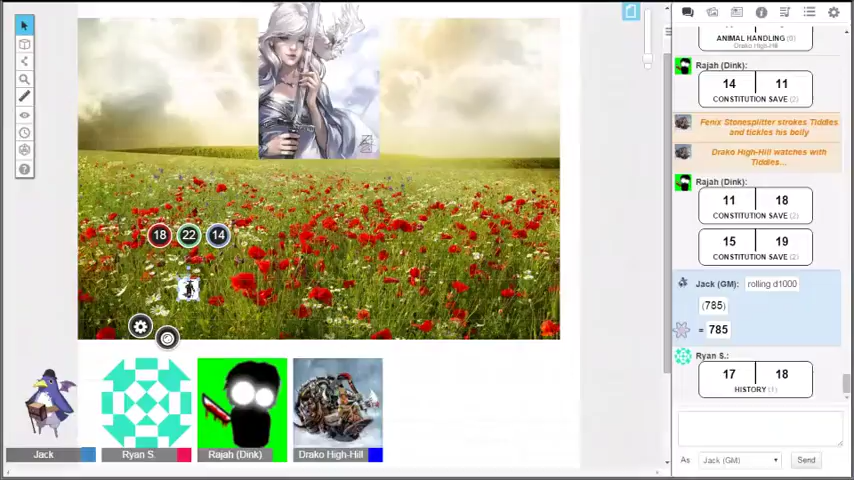 ANIMAL HANDLING (0)
Drako High-Hill
Rajah (Dink):
14 11
CONSTITUTION SAVE (2)
Fenix Stonesplitter strokes Tiddles
and tickles his belly
Drako High-Hill watches with
Tiddles...
Rajah (Dink):
11 18
CONSTITUTION SAVE (2)
15 19
CONSTITUTION SAVE (2)
Jack (GM): rolling d1000
(785)
= 785
Ryan S.:
17 18
HISTORY (1)
18 22 14
Jack
Ryan S.
Rajah (Dink)
Drako High-Hill
As Jack (GM) Send